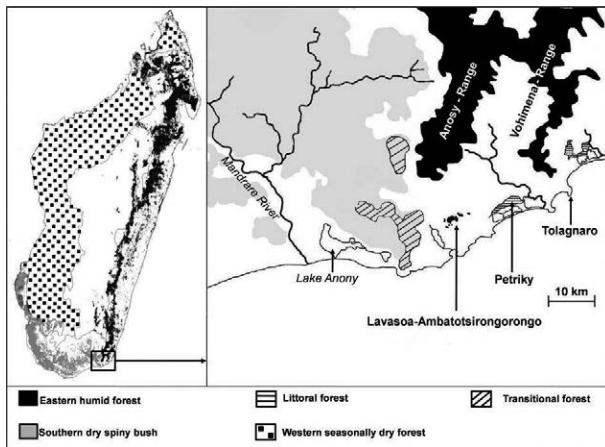 Anosy - Range
Vohimena - Range
Mandrare River
Tolagnaro
Lake Anony
Petriky
10 km
Lavasoa-Ambatotsirongorongo
Eastern humid forest
Littoral forest
Transitional forest
Southern dry spiny bush
Western seasonally dry forest